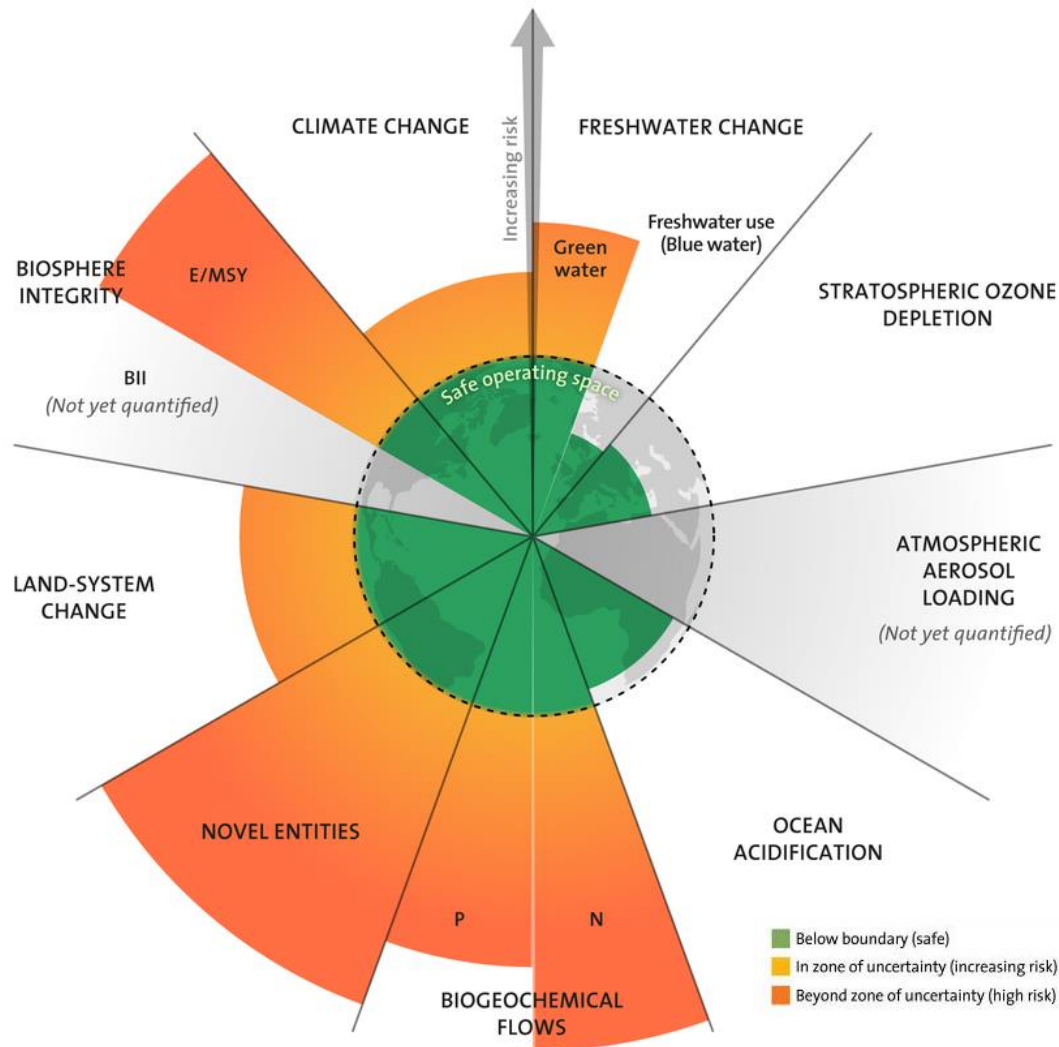 Increasing risk
CLIMATE CHANGE
FRESHWATER CHANGE
Green
water
Freshwater use
(Blue water)
BIOSPHERE
INTEGRITY
E/MSY
BII
(Not yet quantified)
STRATOSPHERIC OZONE
DEPLETION
Safe operating space
LAND-SYSTEM
CHANGE
ATMOSPHERIC
AEROSOL
LOADING
(Not yet quantified)
NOVEL ENTITIES
OCEAN
ACIDIFICATION
P
N
BIOGEOCHEMICAL
FLOWS
Below boundary (safe)
In zone of uncertainty (increasing risk)
Beyond zone of uncertainty (high risk)